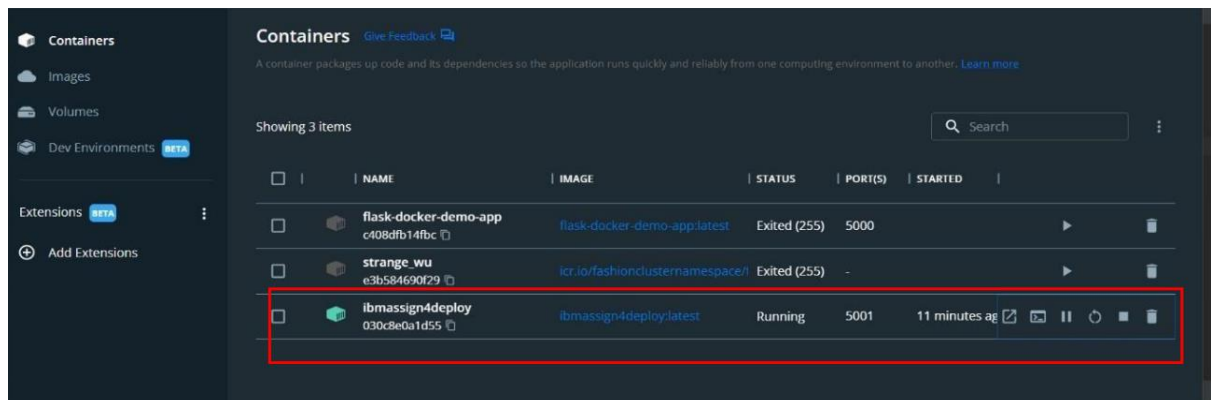 Containers
Images
Volumes
Dev Environments BETA
Extensions BETA
Add Extensions
Containers Give Feedback
A container packages up code and its dependencies so the application runs quickly and reliably from one computing environment to another. Learn more
Showing 3 items
Search
NAME IMAGE STATUS PORT(S) STARTED
flask-docker-demo-app flask-docker-demo-app:latest Exited (255) 5000
c408dfb14fbc
strange_wu icr.io/fashionclusternamespace/ Exited (255) -
e3b584690f29
ibmassign4deploy ibmassign4deploy:latest Running 5001 11 minutes ag
030c8e0a1d55